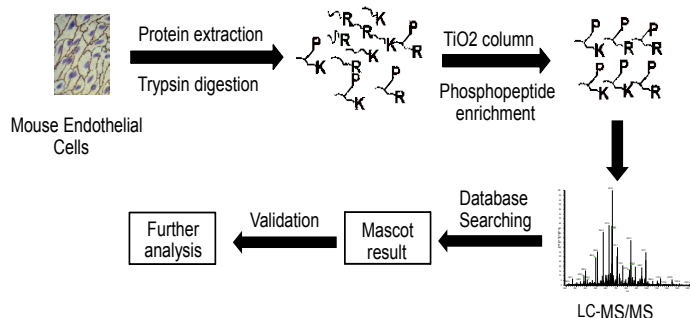 Protein extraction
Trypsin digestion
Mouse Endothelial
Cells
R K P
R K
R K R
K P P
K R
TiO2 column
Phosphopeptide
enrichment
P P P
K R R
P P P
K K R
LC-MS/MS
Database
Searching
Mascot
result
Validation
Further
analysis